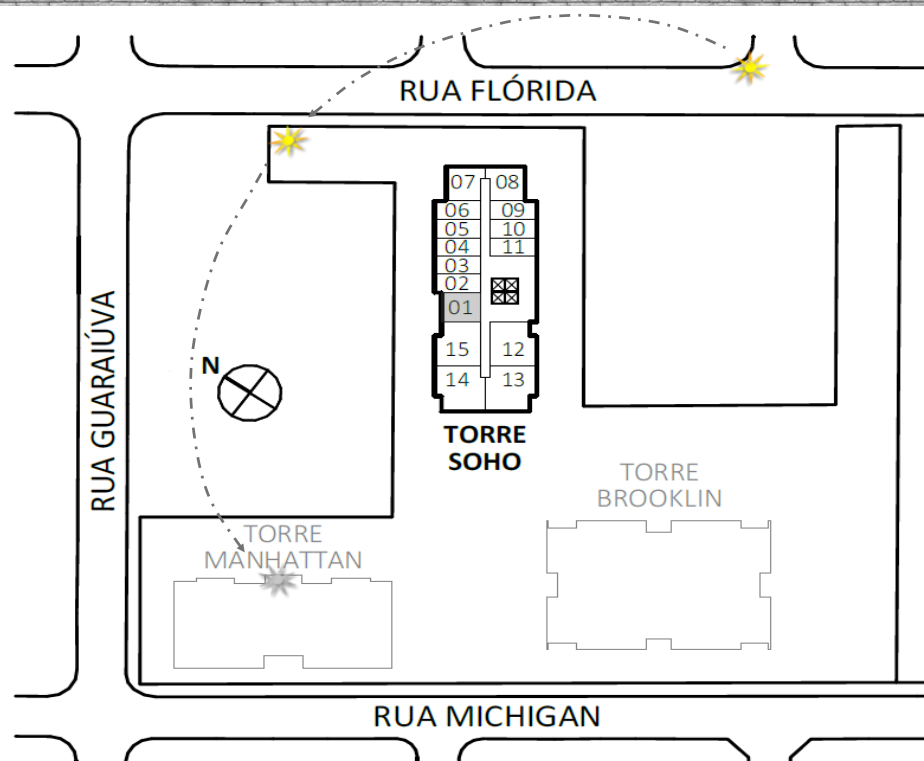 RUA FLÓRIDA
07 08
06 09
05 10
04 11
03
02
01
15 12
14 13
N
RUA GUARAIÚVA
TORRE
SOHO
TORRE
BROOKLIN
TORRE
MANHATTAN
RUA MICHIGAN